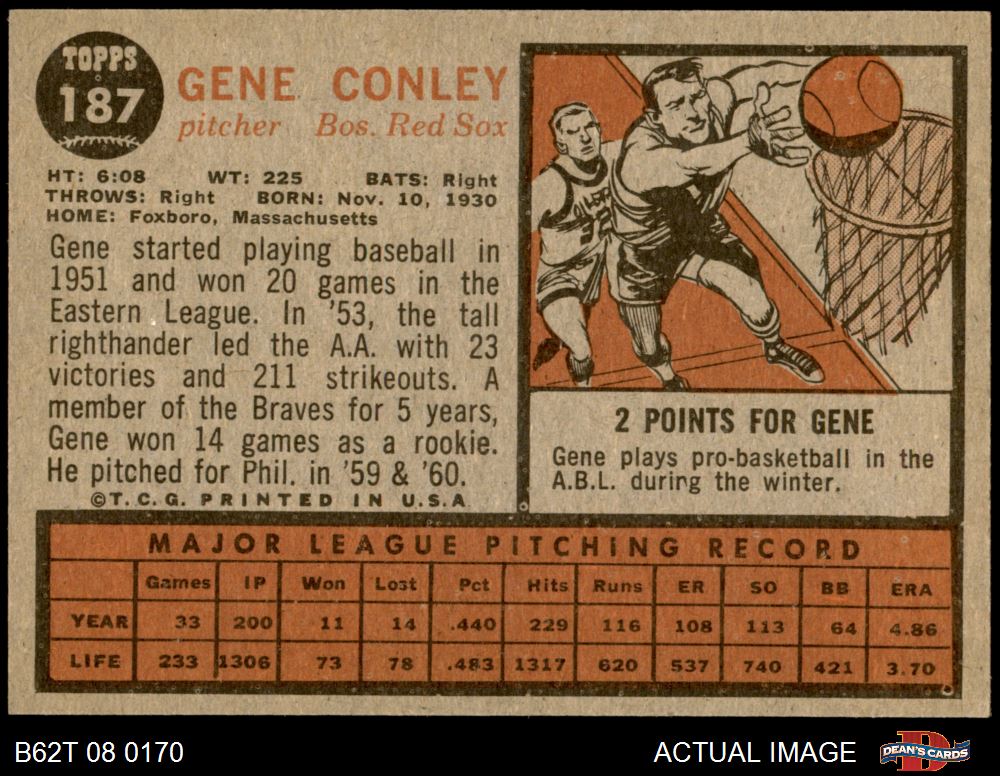 TOPPS
187
GENE CONLEY
pitcher Bos. Red Sox
HT: 6:08 WT: 225 BATS: Right
THROWS: Right BORN: Nov. 10, 1930
HOME: Foxboro, Massachusetts
Gene started playing baseball in
1951 and won 20 games in the
Eastern League. In '53, the tall
righthander led the A.A. with 23
victories and 211 strikeouts. A
member of the Braves for 5 years,
Gene won 14 games as a rookie.
He pitched for Phil. in '59 & '60.
©T.C.G. PRINTED IN U.S.A
2 POINTS FOR GENE
Gene plays pro-basketball in the
A.B.L. during the winter.
MAJOR LEAGUE PITCHING RECORD
Games IP Won Lost Pct Hits Runs ER SO BB ERA
YEAR 33 200 11 14 .440 229 116 108 113 64 4.86
LIFE 233 1306 73 78 .483 1317 620 537 740 421 3.70
B62T 08 0170
ACTUAL IMAGE
DEAN'S CARDS